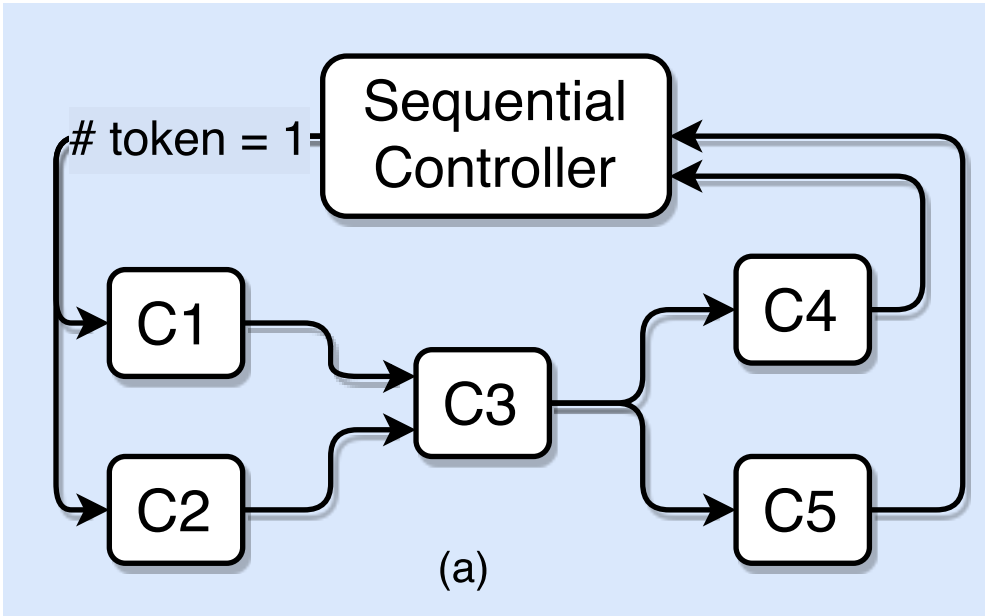 Sequential
Controller
# token = 1
C1
C4
C3
C2
C5
(a)